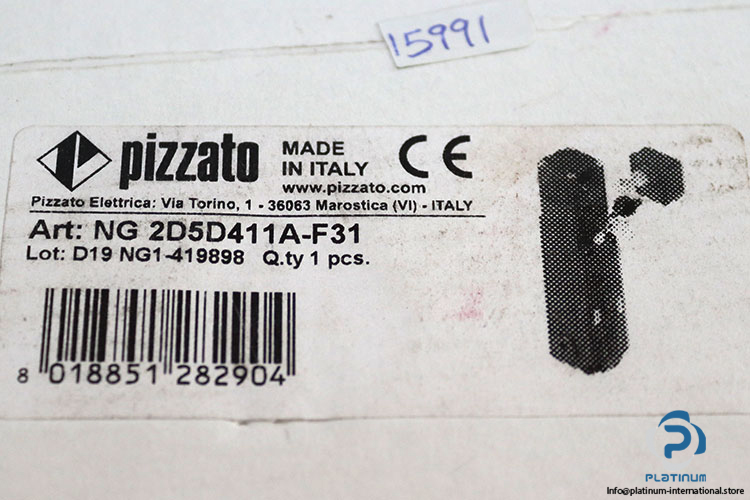 15991
pizzato
MADE
IN ITALY
CE
www.pizzato.com
Pizzato Elettrica: Via Torino, 1 - 36063 Marostica (VI) - ITALY
Art: NG 2D5D411A-F31
Lot: D19 NG1-419898 Q.ty 1 pcs.
8 018851 282904
PLATINUM
Info@platinum-international.store